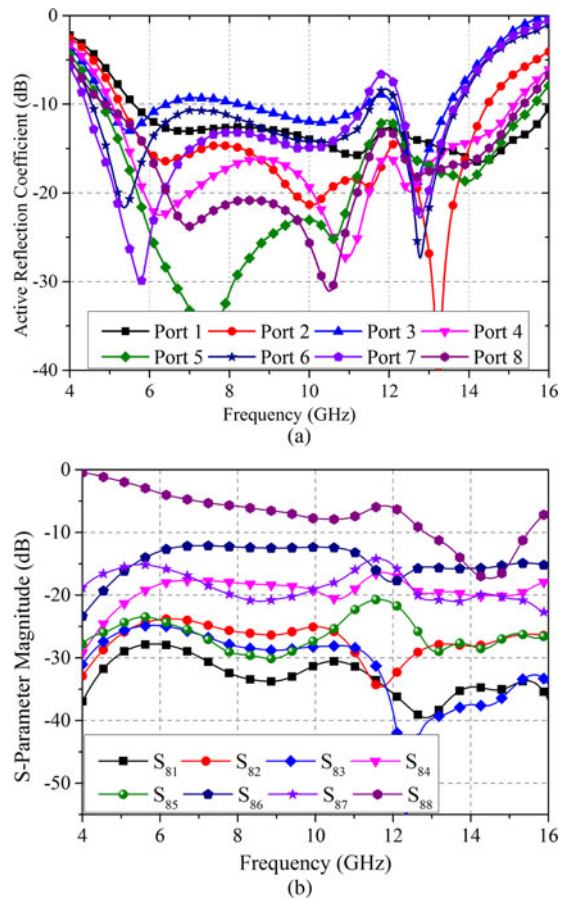 0
-10
-20
-30
-40
Active Reflection Coefficient (dB)
Port 1 Port 2 Port 3 Port 4
Port 5 Port 6 Port 7 Port 8
4 6 8 10 12 14 16
Frequency (GHz)
(a)
0
-10
-20
-30
-40
-50
S-Parameter Magnitude (dB)
S81 S82 S83 S84
S85 S86 S87 S88
4 6 8 10 12 14 16
Frequency (GHz)
(b)